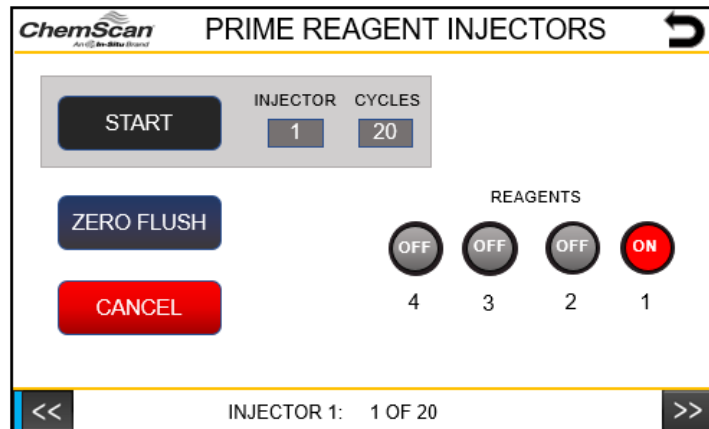 ChemScan
An In-Situ Brand
PRIME REAGENT INJECTORS
INJECTOR CYCLES
START 1 20
ZERO FLUSH
REAGENTS
OFF OFF OFF ON
4 3 2 1
CANCEL
<< INJECTOR 1: 1 OF 20 >>